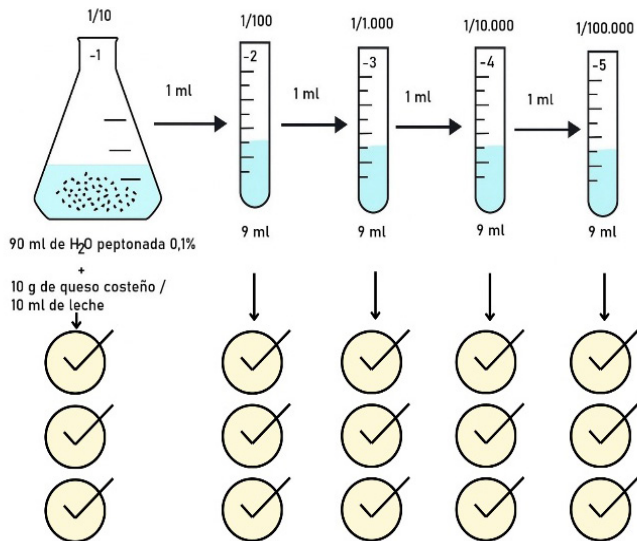 1/10
1/100
1/1.000
1/10.000
1/100.000
-1
-2
-3
-4
-5
1 ml
1 ml
1 ml
1 ml
90 ml de H2O peptonada 0,1%
+
10 g de queso costeño /
10 ml de leche
9 ml
9 ml
9 ml
9 ml